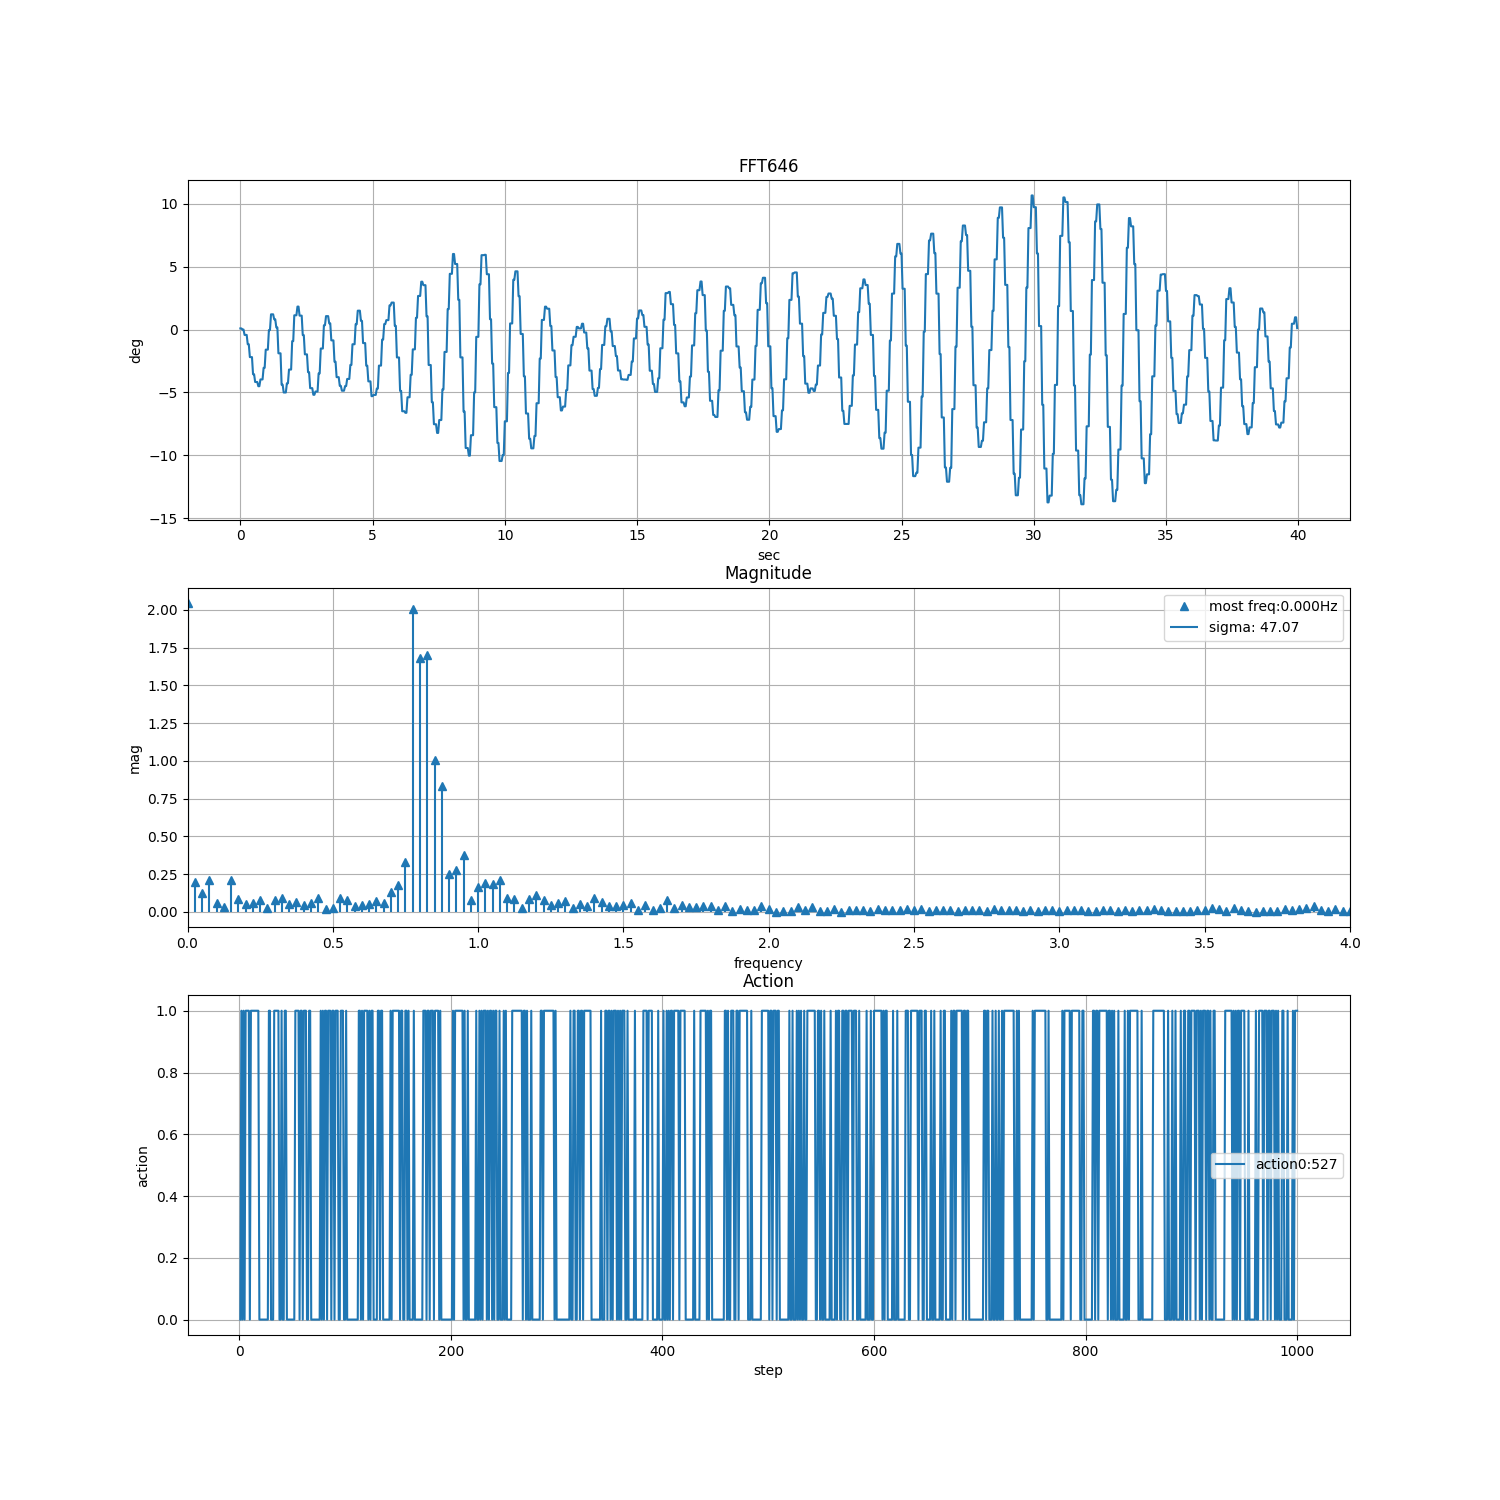 FFT646
10
5
0
−5
−10
−15
deg
0 5 10 15 20 25 30 35 40
sec
Magnitude
2.00
1.75
1.50
1.25
1.00
0.75
0.50
0.25
0.00
mag
most freq:0.000Hz
sigma: 47.07
0.0 0.5 1.0 1.5 2.0 2.5 3.0 3.5 4.0
frequency
Action
1.0
0.8
0.6
0.4
0.2
0.0
action
action0:527
0 200 400 600 800 1000
step